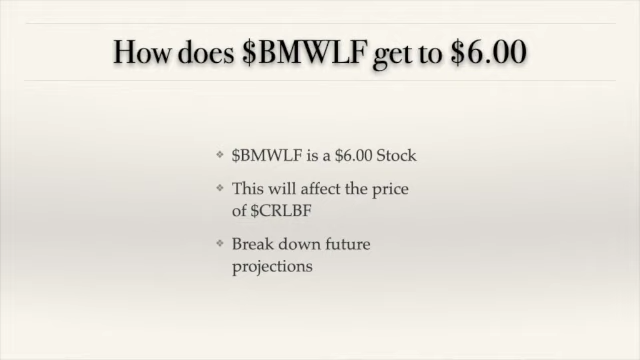 How does $BMWLF get to $6.00
$BMWLF is a $6.00 Stock
This will affect the price
of $CRLBF
Break down future
projections